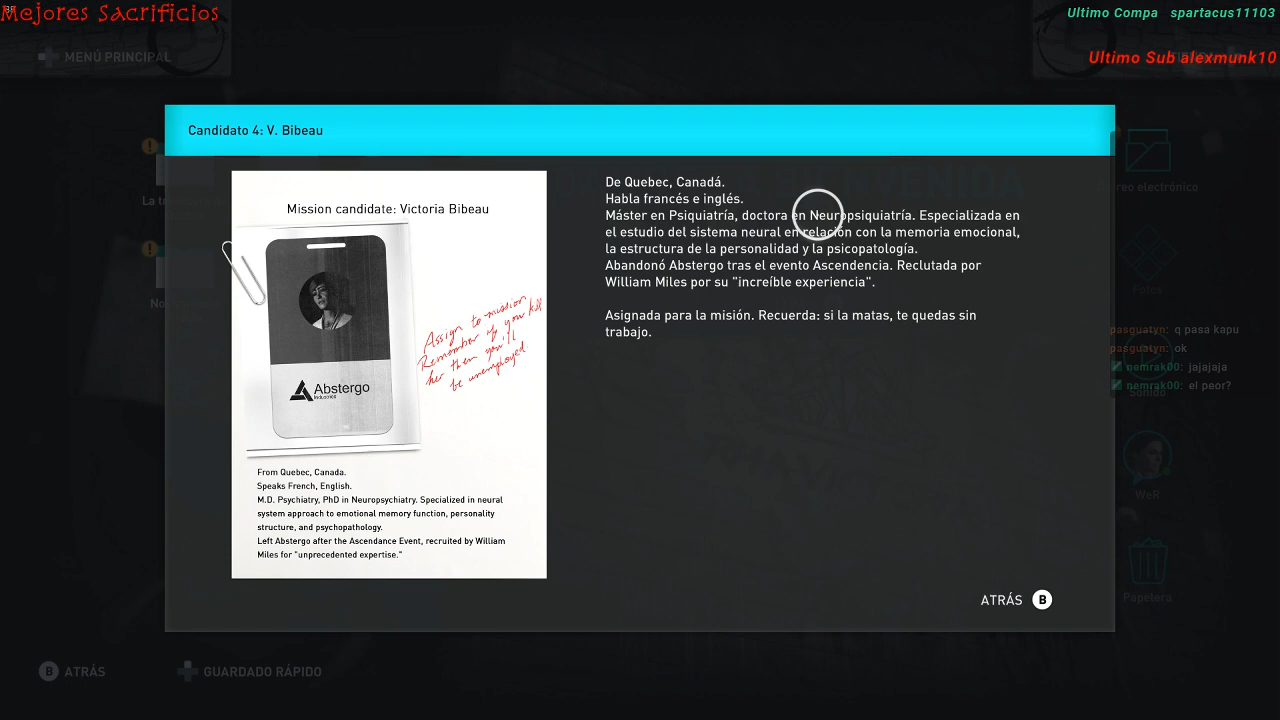 Mejores Sacrificios
Ultimo Compa spartacus11103
MENÚ PRINCIPAL
Ultimo Sub alexmunk10
Candidato 4: V. Bibeau
Mission candidate: Victoria Bibeau
Assign to mission
Remember if you kill
her then you'll
be unemployed.
Abstergo
Industries
From Quebec, Canada.
Speaks French, English.
M.D. Psychiatry, PhD in Neuropsychiatry. Specialized in neural
system approach to emotional memory function, personality
structure, and psychopathology.
Left Abstergo after the Ascendance Event, recruited by William
Miles for "unprecedented expertise."
De Quebec, Canadá.
Habla francés e inglés.
Máster en Psiquiatría, doctora en Neuropsiquiatría. Especializada en
el estudio del sistema neural en relación con la memoria emocional,
la estructura de la personalidad y la psicopatología.
Abandonó Abstergo tras el evento Ascendencia. Reclutada por
William Miles por su "increíble experiencia".
Asignada para la misión. Recuerda: si la matas, te quedas sin
trabajo.
ATRÁS B
correo electrónico
Fotos
pasguatyn: q pasa kapu
pasguatyn: ok
nemrak00: jajajaja
nemrak00: el peor?
Sonido
WeR
Papelera
B ATRÁS
GUARDADO RÁPIDO